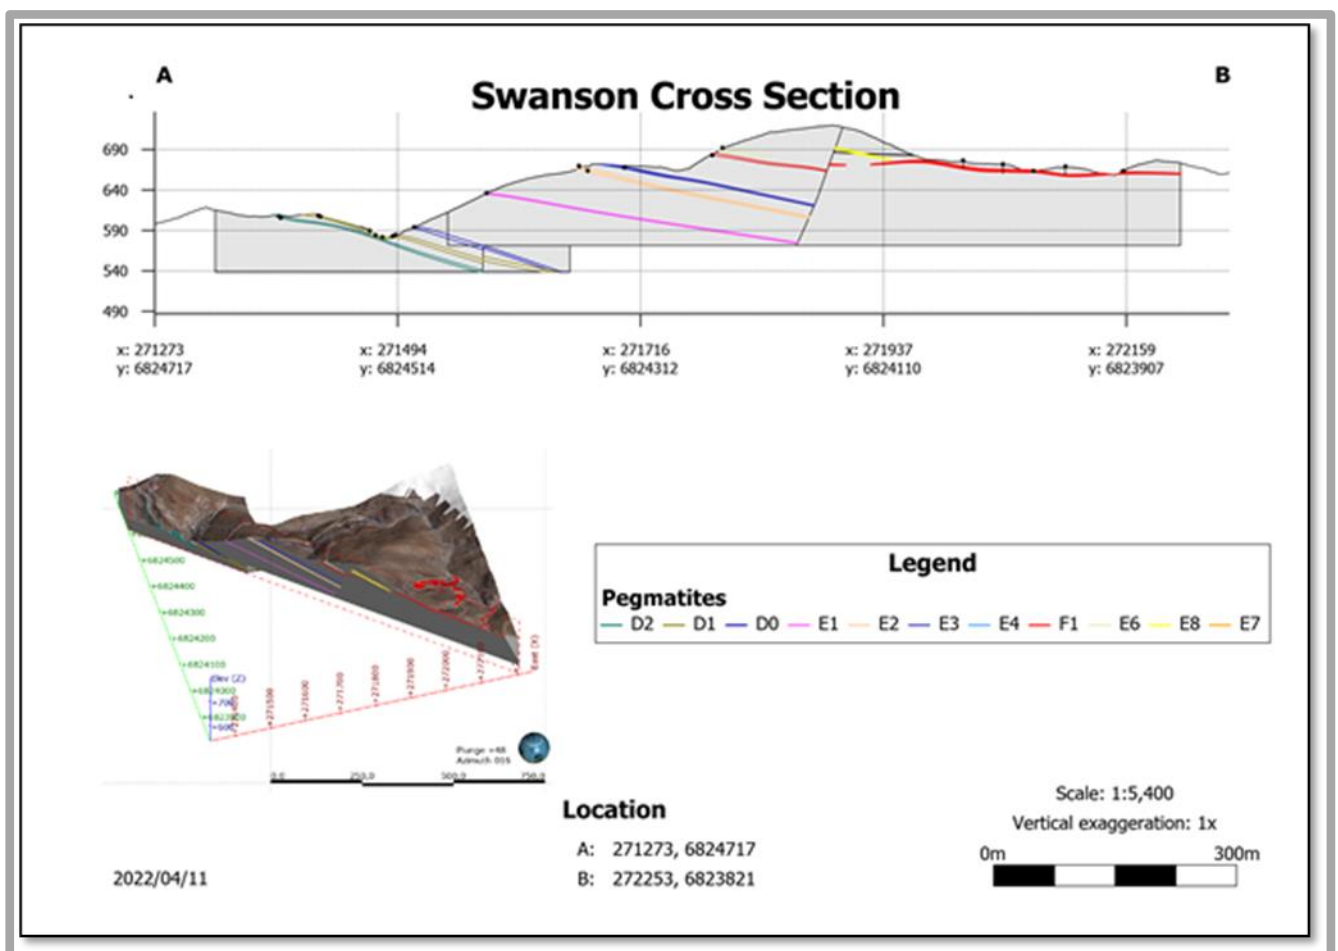 A
B
Swanson Cross Section
690
640
590
540
490
x: 271273
y: 6824717
x: 271494
y: 6824514
x: 271716
y: 6824312
x: 271937
y: 6824110
x: 272159
y: 6823907
+6824500
+6824400
+6824300
+6824200
+6824100
Elev (Z)
+271500
+271600
+271700
+271800
+271900
+272000
East (X)
Plunge +48
0.0 250.0 500.0 750.0
Legend
Pegmatites
D2 D1 D0 E1 E2 E3 E4 F1 E6 E8 E7
Location
A: 271273, 6824717
B: 272253, 6823821
Scale: 1:5,400
Vertical exaggeration: 1x
0m 300m
2022/04/11